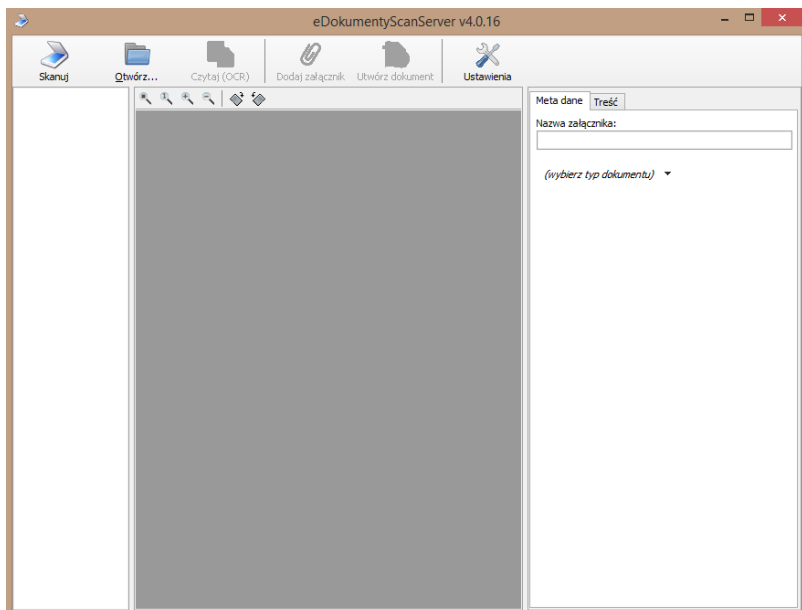 eDokumentyScanServer v4.0.16
Skanuj Otwórz... Czytaj (OCR) Dodaj załącznik Utwórz dokument Ustawienia
Meta dane Treść
Nazwa załącznika:
(wybierz typ dokumentu)